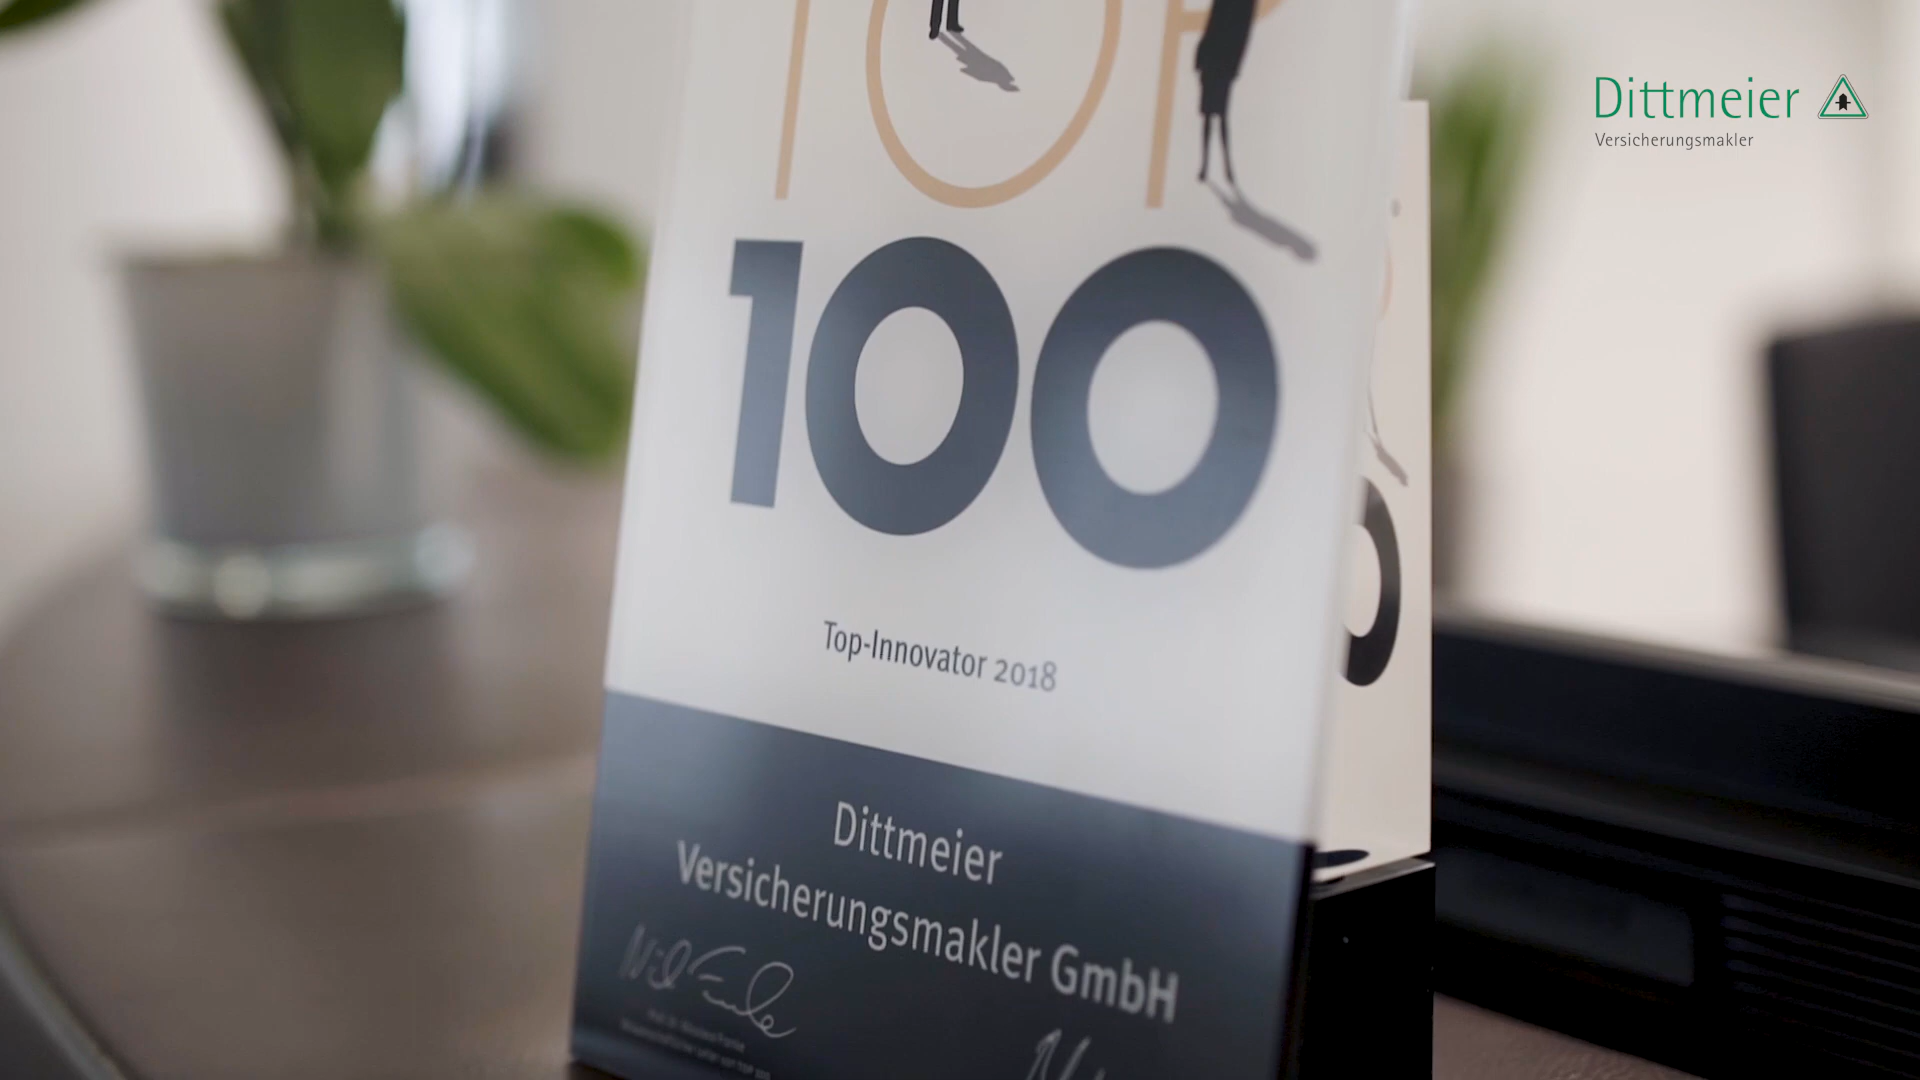 Dittmeier
Versicherungsmakler
TOP
100
Top-Innovator 2018
Dittmeier
Versicherungsmakler GmbH